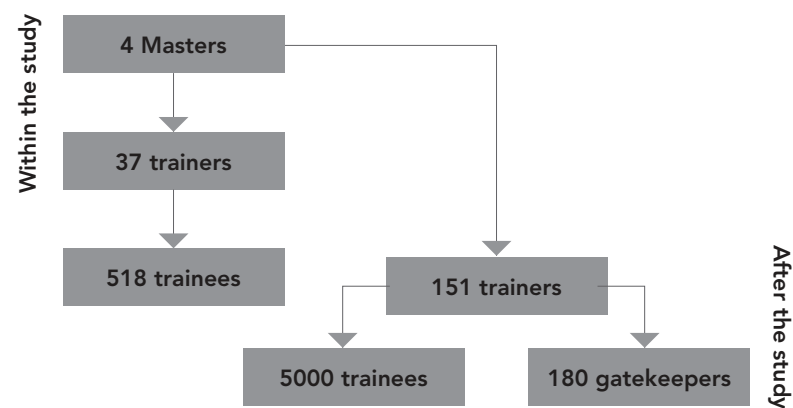 Within the study
4 Masters
37 trainers
518 trainees
151 trainers
5000 trainees
180 gatekeepers
After the study